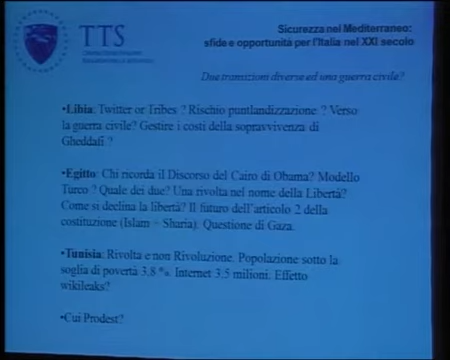 TTS
Sicurezza nel Mediterraneo:
sfide e opportunità per l'Italia nel XXI secolo
Due transizioni diverse ed una guerra civile?
•Libia: Twitter or Tribes ? Rischio puntlandizzazione ? Verso
la guerra civile? Gestire i costi della sopravvivenza di
Gheddafi ?
•Egitto: Chi ricorda il Discorso del Cairo di Obama? Modello
Turco ? Quale dei due? Una rivolta nel nome della Libertà?
Come si declina la libertà? Il futuro dell'articolo 2 della
costituzione (Islam = Sharia). Questione di Gaza.
•Tunisia: Rivolta e non Rivoluzione. Popolazione sotto la
soglia di povertà 3.8 %. Internet 3.5 milioni. Effetto
wikileaks?
•Cui Prodest?